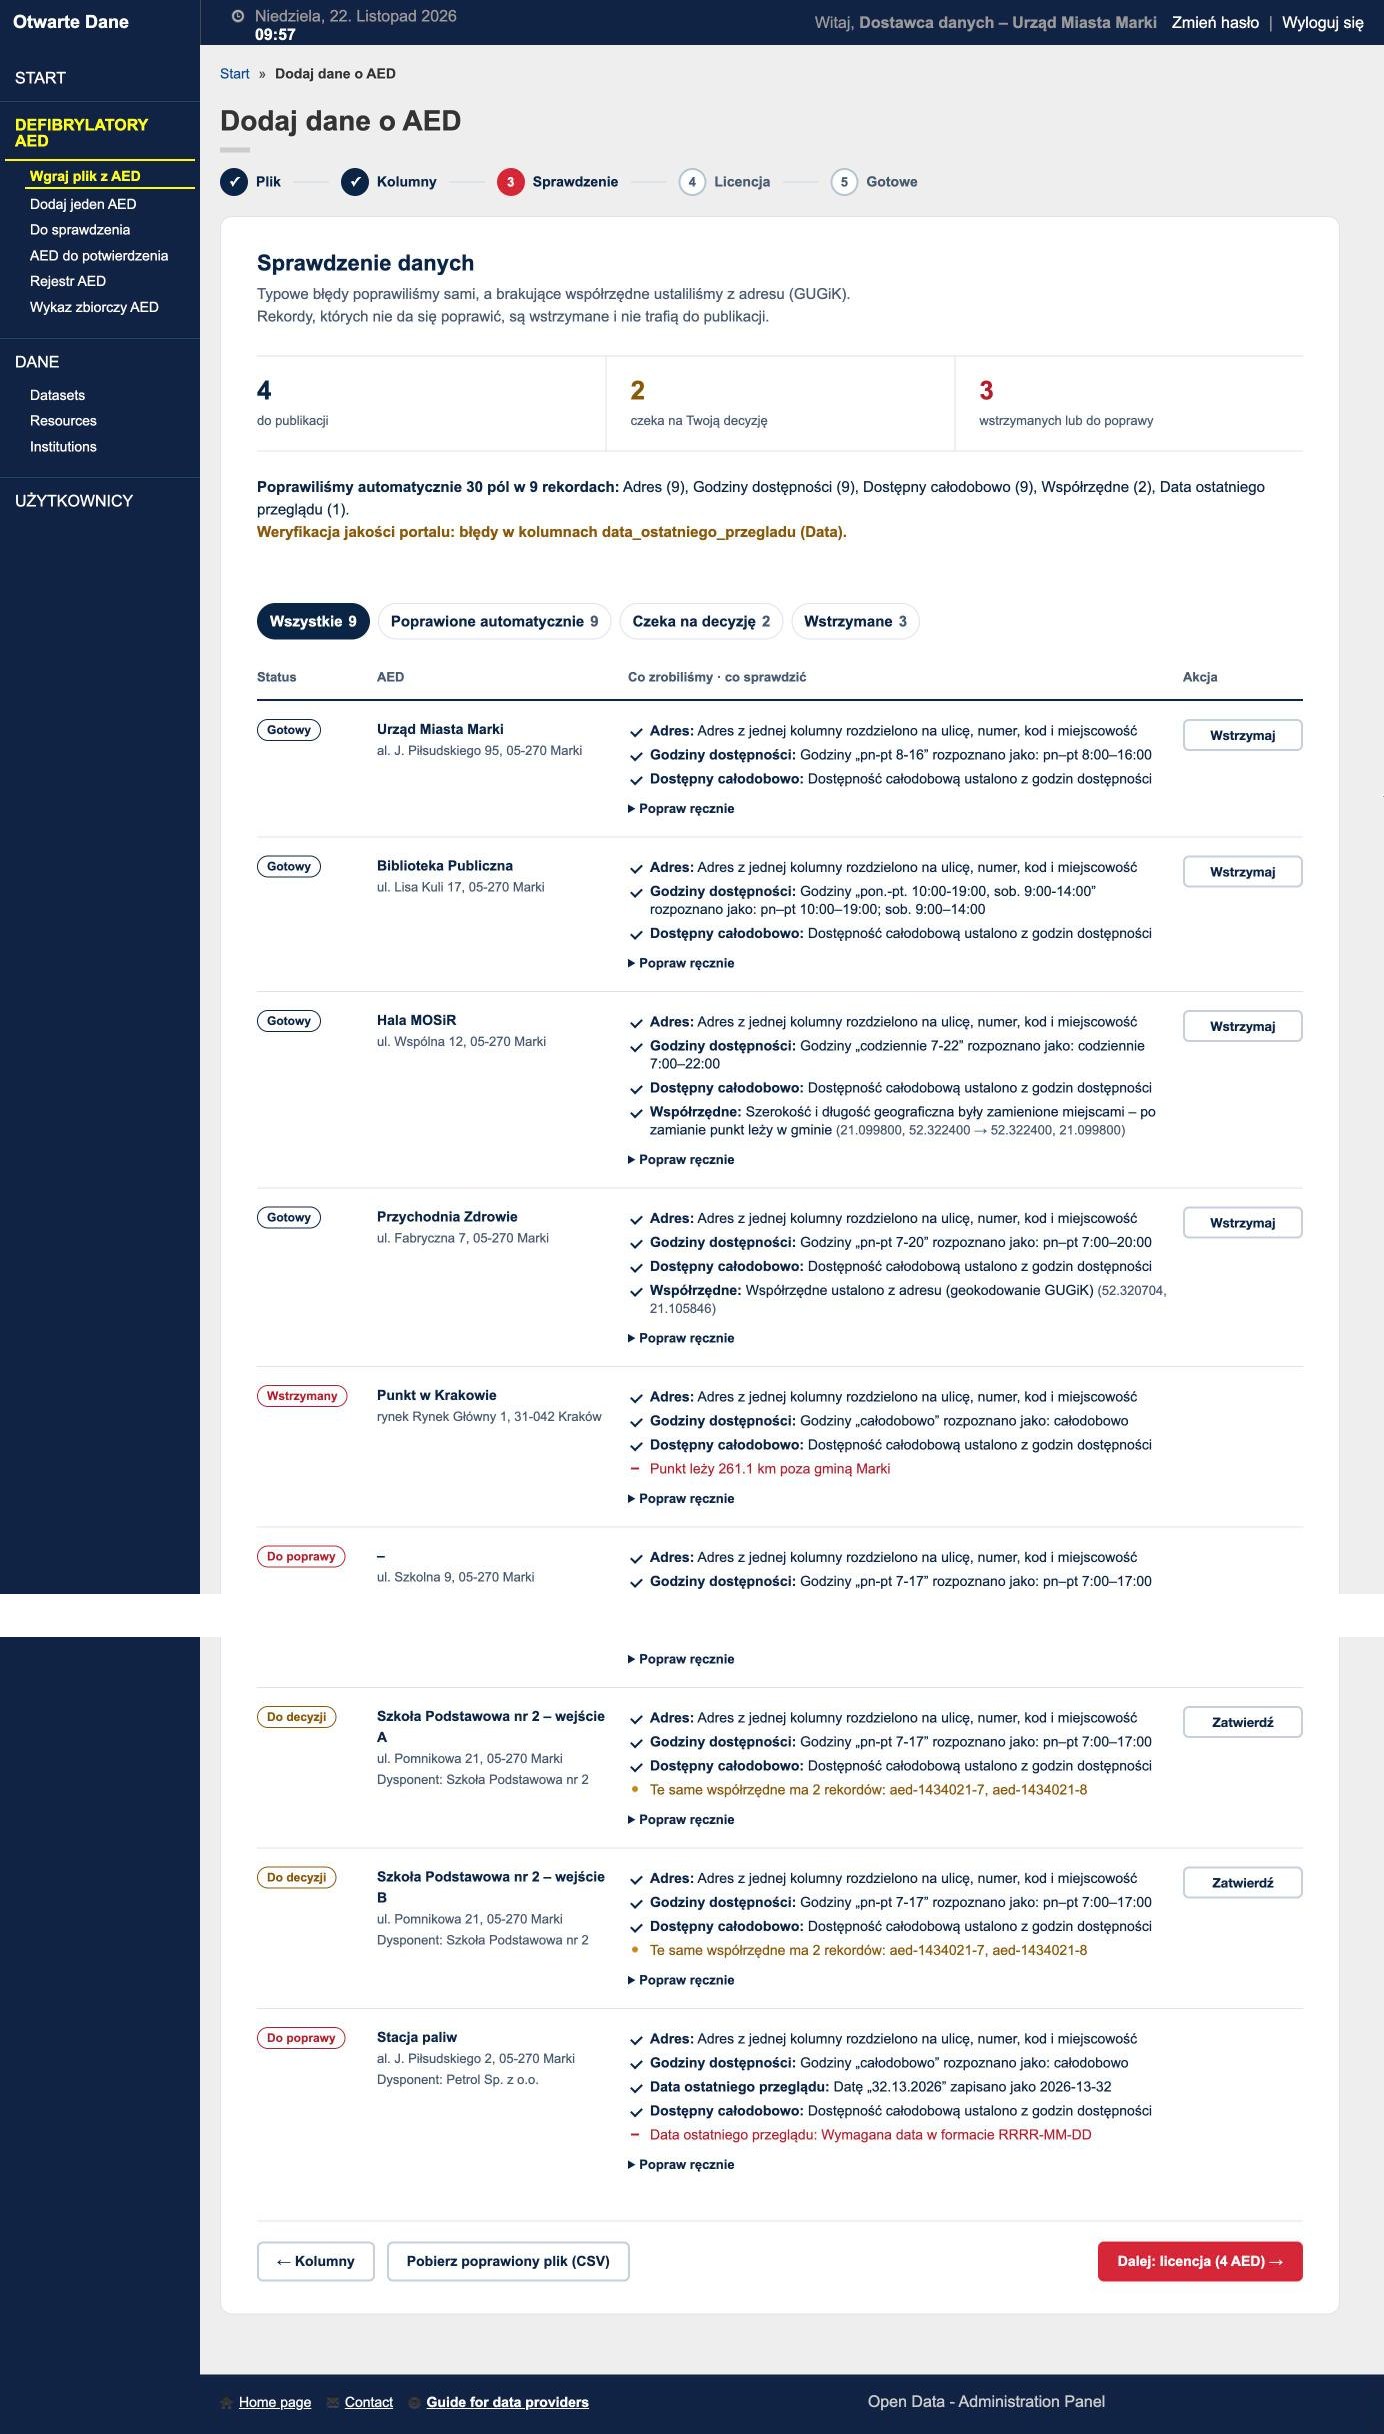 Otwarte Dane
Niedziela, 22. Listopad 2026
09:57
Witaj, Dostawca danych – Urząd Miasta Marki Zmień hasło | Wyloguj się
START
DEFIBRYLATORY
AED
Wgraj plik z AED
Dodaj jeden AED
Do sprawdzenia
AED do potwierdzenia
Rejestr AED
Wykaz zbiorczy AED
DANE
Datasets
Resources
Institutions
UŻYTKOWNICY
Start » Dodaj dane o AED
Dodaj dane o AED
✓ Plik ✓ Kolumny 3 Sprawdzenie 4 Licencja 5 Gotowe
Sprawdzenie danych
Typowe błędy poprawiliśmy sami, a brakujące współrzędne ustaliliśmy z adresu (GUGiK).
Rekordy, których nie da się poprawić, są wstrzymane i nie trafią do publikacji.
4
do publikacji
2
czeka na Twoją decyzję
3
wstrzymanych lub do poprawy
Poprawiliśmy automatycznie 30 pól w 9 rekordach: Adres (9), Godziny dostępności (9), Dostępny całodobowo (9), Współrzędne (2), Data ostatniego
przeglądu (1).
Weryfikacja jakości portalu: błędy w kolumnach data_ostatniego_przegladu (Data).
Wszystkie 9 Poprawione automatycznie 9 Czeka na decyzję 2 Wstrzymane 3
Status AED Co zrobiliśmy · co sprawdzić Akcja
Gotowy
Urząd Miasta Marki
al. J. Piłsudskiego 95, 05-270 Marki
✓ Adres: Adres z jednej kolumny rozdzielono na ulicę, numer, kod i miejscowość
✓ Godziny dostępności: Godziny „pn-pt 8-16” rozpoznano jako: pn–pt 8:00–16:00
✓ Dostępny całodobowo: Dostępność całodobową ustalono z godzin dostępności
▶ Popraw ręcznie
Wstrzymaj
Gotowy
Biblioteka Publiczna
ul. Lisa Kuli 17, 05-270 Marki
✓ Adres: Adres z jednej kolumny rozdzielono na ulicę, numer, kod i miejscowość
✓ Godziny dostępności: Godziny „pon.-pt. 10:00-19:00, sob. 9:00-14:00”
rozpoznano jako: pn–pt 10:00–19:00; sob. 9:00–14:00
✓ Dostępny całodobowo: Dostępność całodobową ustalono z godzin dostępności
▶ Popraw ręcznie
Wstrzymaj
Gotowy
Hala MOSiR
ul. Wspólna 12, 05-270 Marki
✓ Adres: Adres z jednej kolumny rozdzielono na ulicę, numer, kod i miejscowość
✓ Godziny dostępności: Godziny „codziennie 7-22” rozpoznano jako: codziennie
7:00–22:00
✓ Dostępny całodobowo: Dostępność całodobową ustalono z godzin dostępności
✓ Współrzędne: Szerokość i długość geograficzna były zamienione miejscami – po
zamianie punkt leży w gminie (21.099800, 52.322400 → 52.322400, 21.099800)
▶ Popraw ręcznie
Wstrzymaj
Gotowy
Przychodnia Zdrowie
ul. Fabryczna 7, 05-270 Marki
✓ Adres: Adres z jednej kolumny rozdzielono na ulicę, numer, kod i miejscowość
✓ Godziny dostępności: Godziny „pn-pt 7-20” rozpoznano jako: pn–pt 7:00–20:00
✓ Dostępny całodobowo: Dostępność całodobową ustalono z godzin dostępności
✓ Współrzędne: Współrzędne ustalono z adresu (geokodowanie GUGiK) (52.320704,
21.105846)
▶ Popraw ręcznie
Wstrzymaj
Wstrzymany
Punkt w Krakowie
rynek Rynek Główny 1, 31-042 Kraków
✓ Adres: Adres z jednej kolumny rozdzielono na ulicę, numer, kod i miejscowość
✓ Godziny dostępności: Godziny „całodobowo” rozpoznano jako: całodobowo
✓ Dostępny całodobowo: Dostępność całodobową ustalono z godzin dostępności
– Punkt leży 261.1 km poza gminą Marki
▶ Popraw ręcznie
Do poprawy
–
ul. Szkolna 9, 05-270 Marki
✓ Adres: Adres z jednej kolumny rozdzielono na ulicę, numer, kod i miejscowość
✓ Godziny dostępności: Godziny „pn-pt 7-17” rozpoznano jako: pn–pt 7:00–17:00
▶ Popraw ręcznie
Do decyzji
Szkoła Podstawowa nr 2 – wejście
A
ul. Pomnikowa 21, 05-270 Marki
Dysponent: Szkoła Podstawowa nr 2
✓ Adres: Adres z jednej kolumny rozdzielono na ulicę, numer, kod i miejscowość
✓ Godziny dostępności: Godziny „pn-pt 7-17” rozpoznano jako: pn–pt 7:00–17:00
✓ Dostępny całodobowo: Dostępność całodobową ustalono z godzin dostępności
• Te same współrzędne ma 2 rekordów: aed-1434021-7, aed-1434021-8
▶ Popraw ręcznie
Zatwierdź
Do decyzji
Szkoła Podstawowa nr 2 – wejście
B
ul. Pomnikowa 21, 05-270 Marki
Dysponent: Szkoła Podstawowa nr 2
✓ Adres: Adres z jednej kolumny rozdzielono na ulicę, numer, kod i miejscowość
✓ Godziny dostępności: Godziny „pn-pt 7-17” rozpoznano jako: pn–pt 7:00–17:00
✓ Dostępny całodobowo: Dostępność całodobową ustalono z godzin dostępności
• Te same współrzędne ma 2 rekordów: aed-1434021-7, aed-1434021-8
▶ Popraw ręcznie
Zatwierdź
Do poprawy
Stacja paliw
al. J. Piłsudskiego 2, 05-270 Marki
Dysponent: Petrol Sp. z o.o.
✓ Adres: Adres z jednej kolumny rozdzielono na ulicę, numer, kod i miejscowość
✓ Godziny dostępności: Godziny „całodobowo” rozpoznano jako: całodobowo
✓ Data ostatniego przeglądu: Datę „32.13.2026” zapisano jako 2026-13-32
✓ Dostępny całodobowo: Dostępność całodobową ustalono z godzin dostępności
– Data ostatniego przeglądu: Wymagana data w formacie RRRR-MM-DD
▶ Popraw ręcznie
← Kolumny Pobierz poprawiony plik (CSV) Dalej: licencja (4 AED) →
Home page Contact Guide for data providers Open Data - Administration Panel